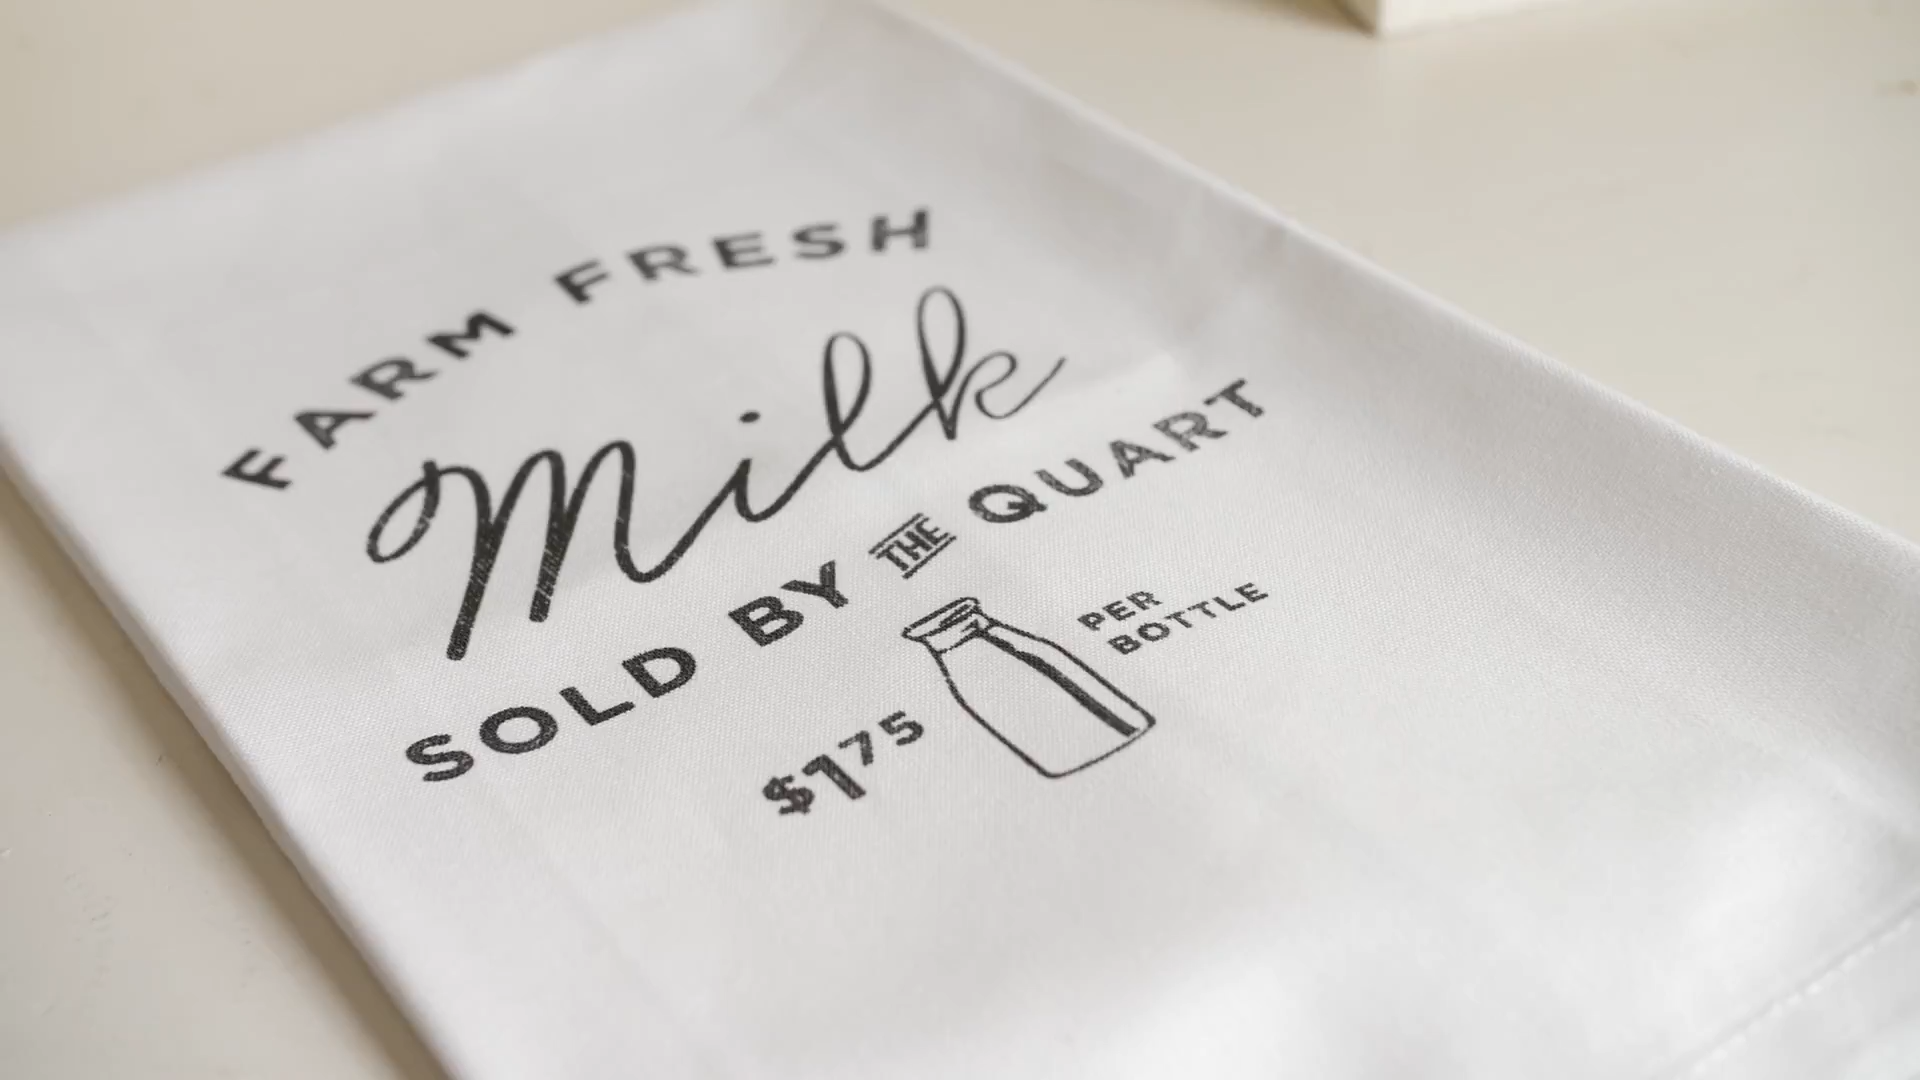 FARM FRESH
Milk
SOLD BY THE QUART
$175
PER
BOTTLE